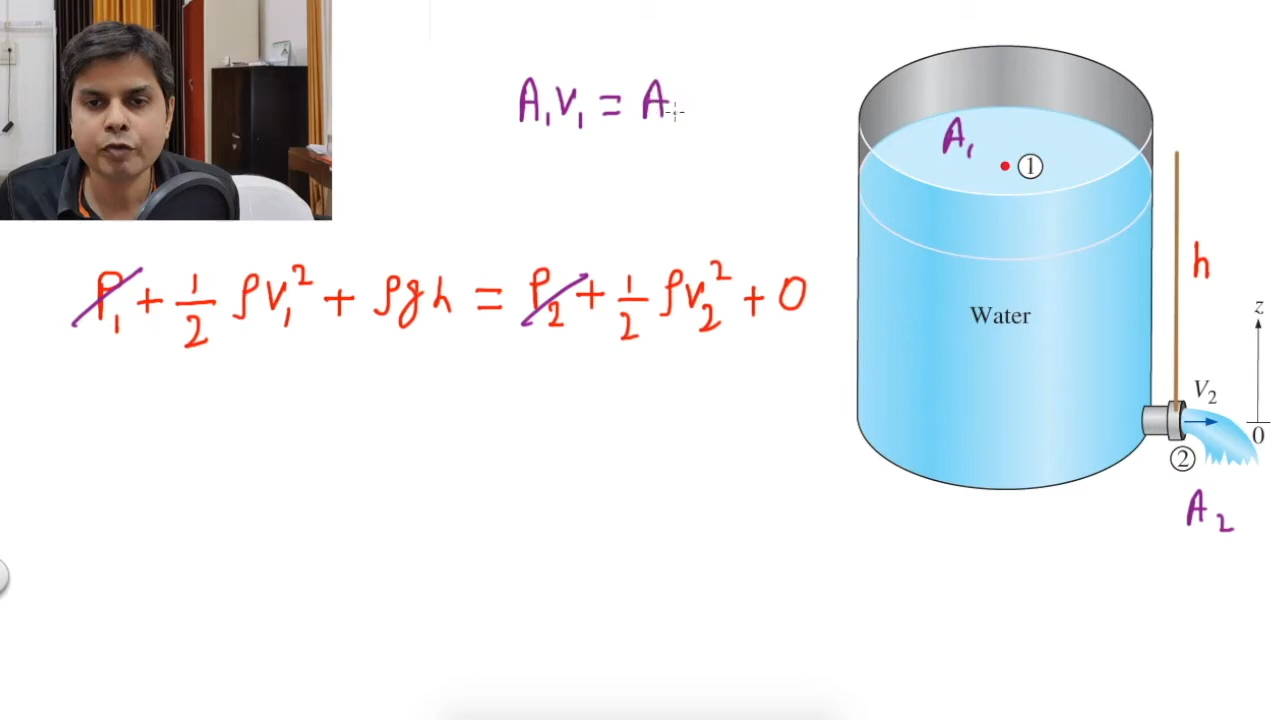 A₁V₁ = A
A₁
①
h
P₁ + 1/2 ρV₁² + ρgh = P₂ + 1/2 ρV₂² + 0
Water
z
V₂
0
②
A₂